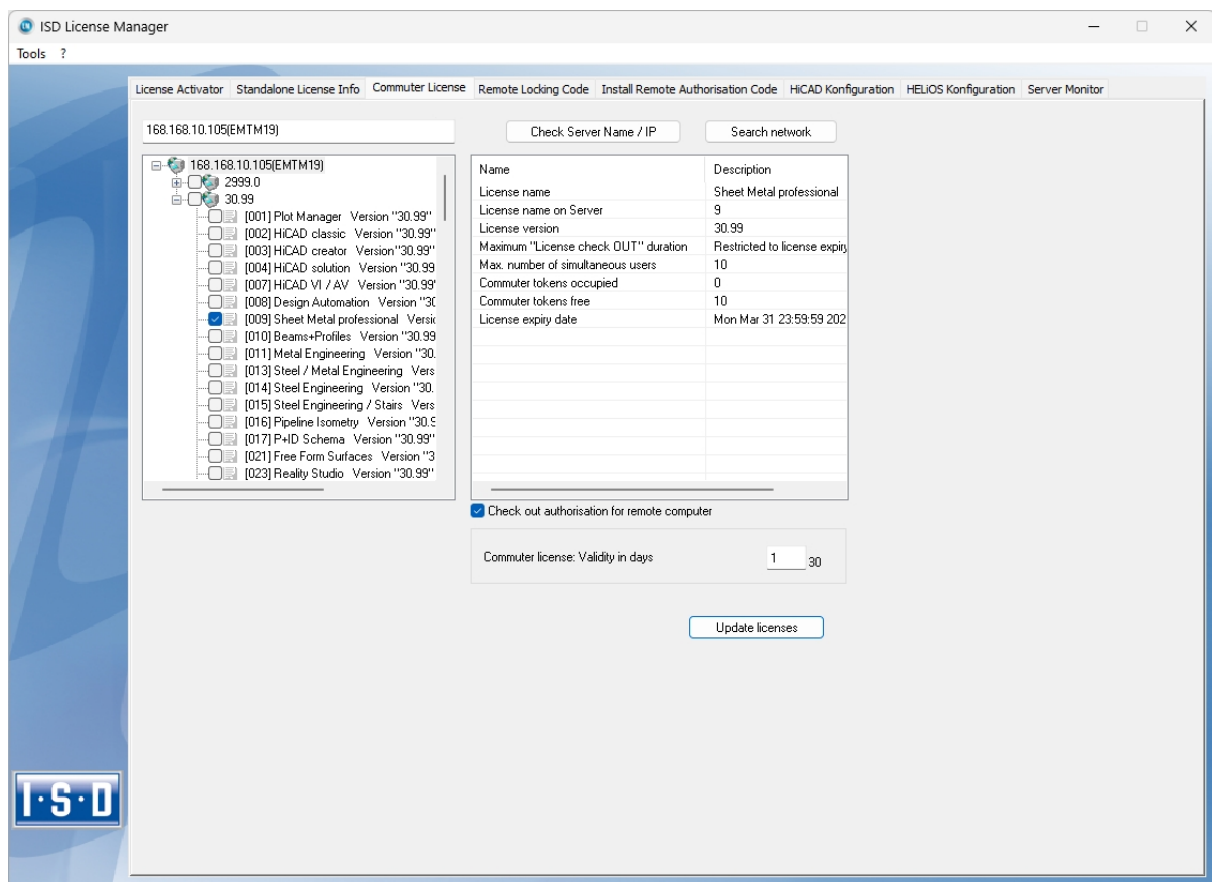 ISD License Manager
Tools ?
License Activator Standalone License Info Commuter License Remote Locking Code Install Remote Authorisation Code HiCAD Konfiguration HELiOS Konfiguration Server Monitor
168.168.10.105(EMTM19) Check Server Name / IP Search network
168.168.10.105(EMTM19)
2999.0
30.99
[001] Plot Manager Version "30.99"
[002] HiCAD classic Version "30.99"
[003] HiCAD creator Version"30.99"
[004] HiCAD solution Version "30.99
[007] HiCAD VI / AV Version "30.99'
[008] Design Automation Version "3(
[009] Sheet Metal professional Versic
[010] Beams+Profiles Version "30.99
[011] Metal Engineering Version "30.
[013] Steel / Metal Engineering Vers
[014] Steel Engineering Version "30.
[015] Steel Engineering / Stairs Vers
[016] Pipeline Isometry Version "30.9
[017] P+ID Schema Version "30.99"
[021] Free Form Surfaces Version "3
[023] Reality Studio Version "30.99"
Name Description
License name Sheet Metal professional
License name on Server 9
License version 30.99
Maximum "License check OUT" duration Restricted to license expiry
Max. number of simultaneous users 10
Commuter tokens occupied 0
Commuter tokens free 10
License expiry date Mon Mar 31 23:59:59 202
Check out authorisation for remote computer
Commuter license: Validity in days 1 30
Update licenses
I·S·D